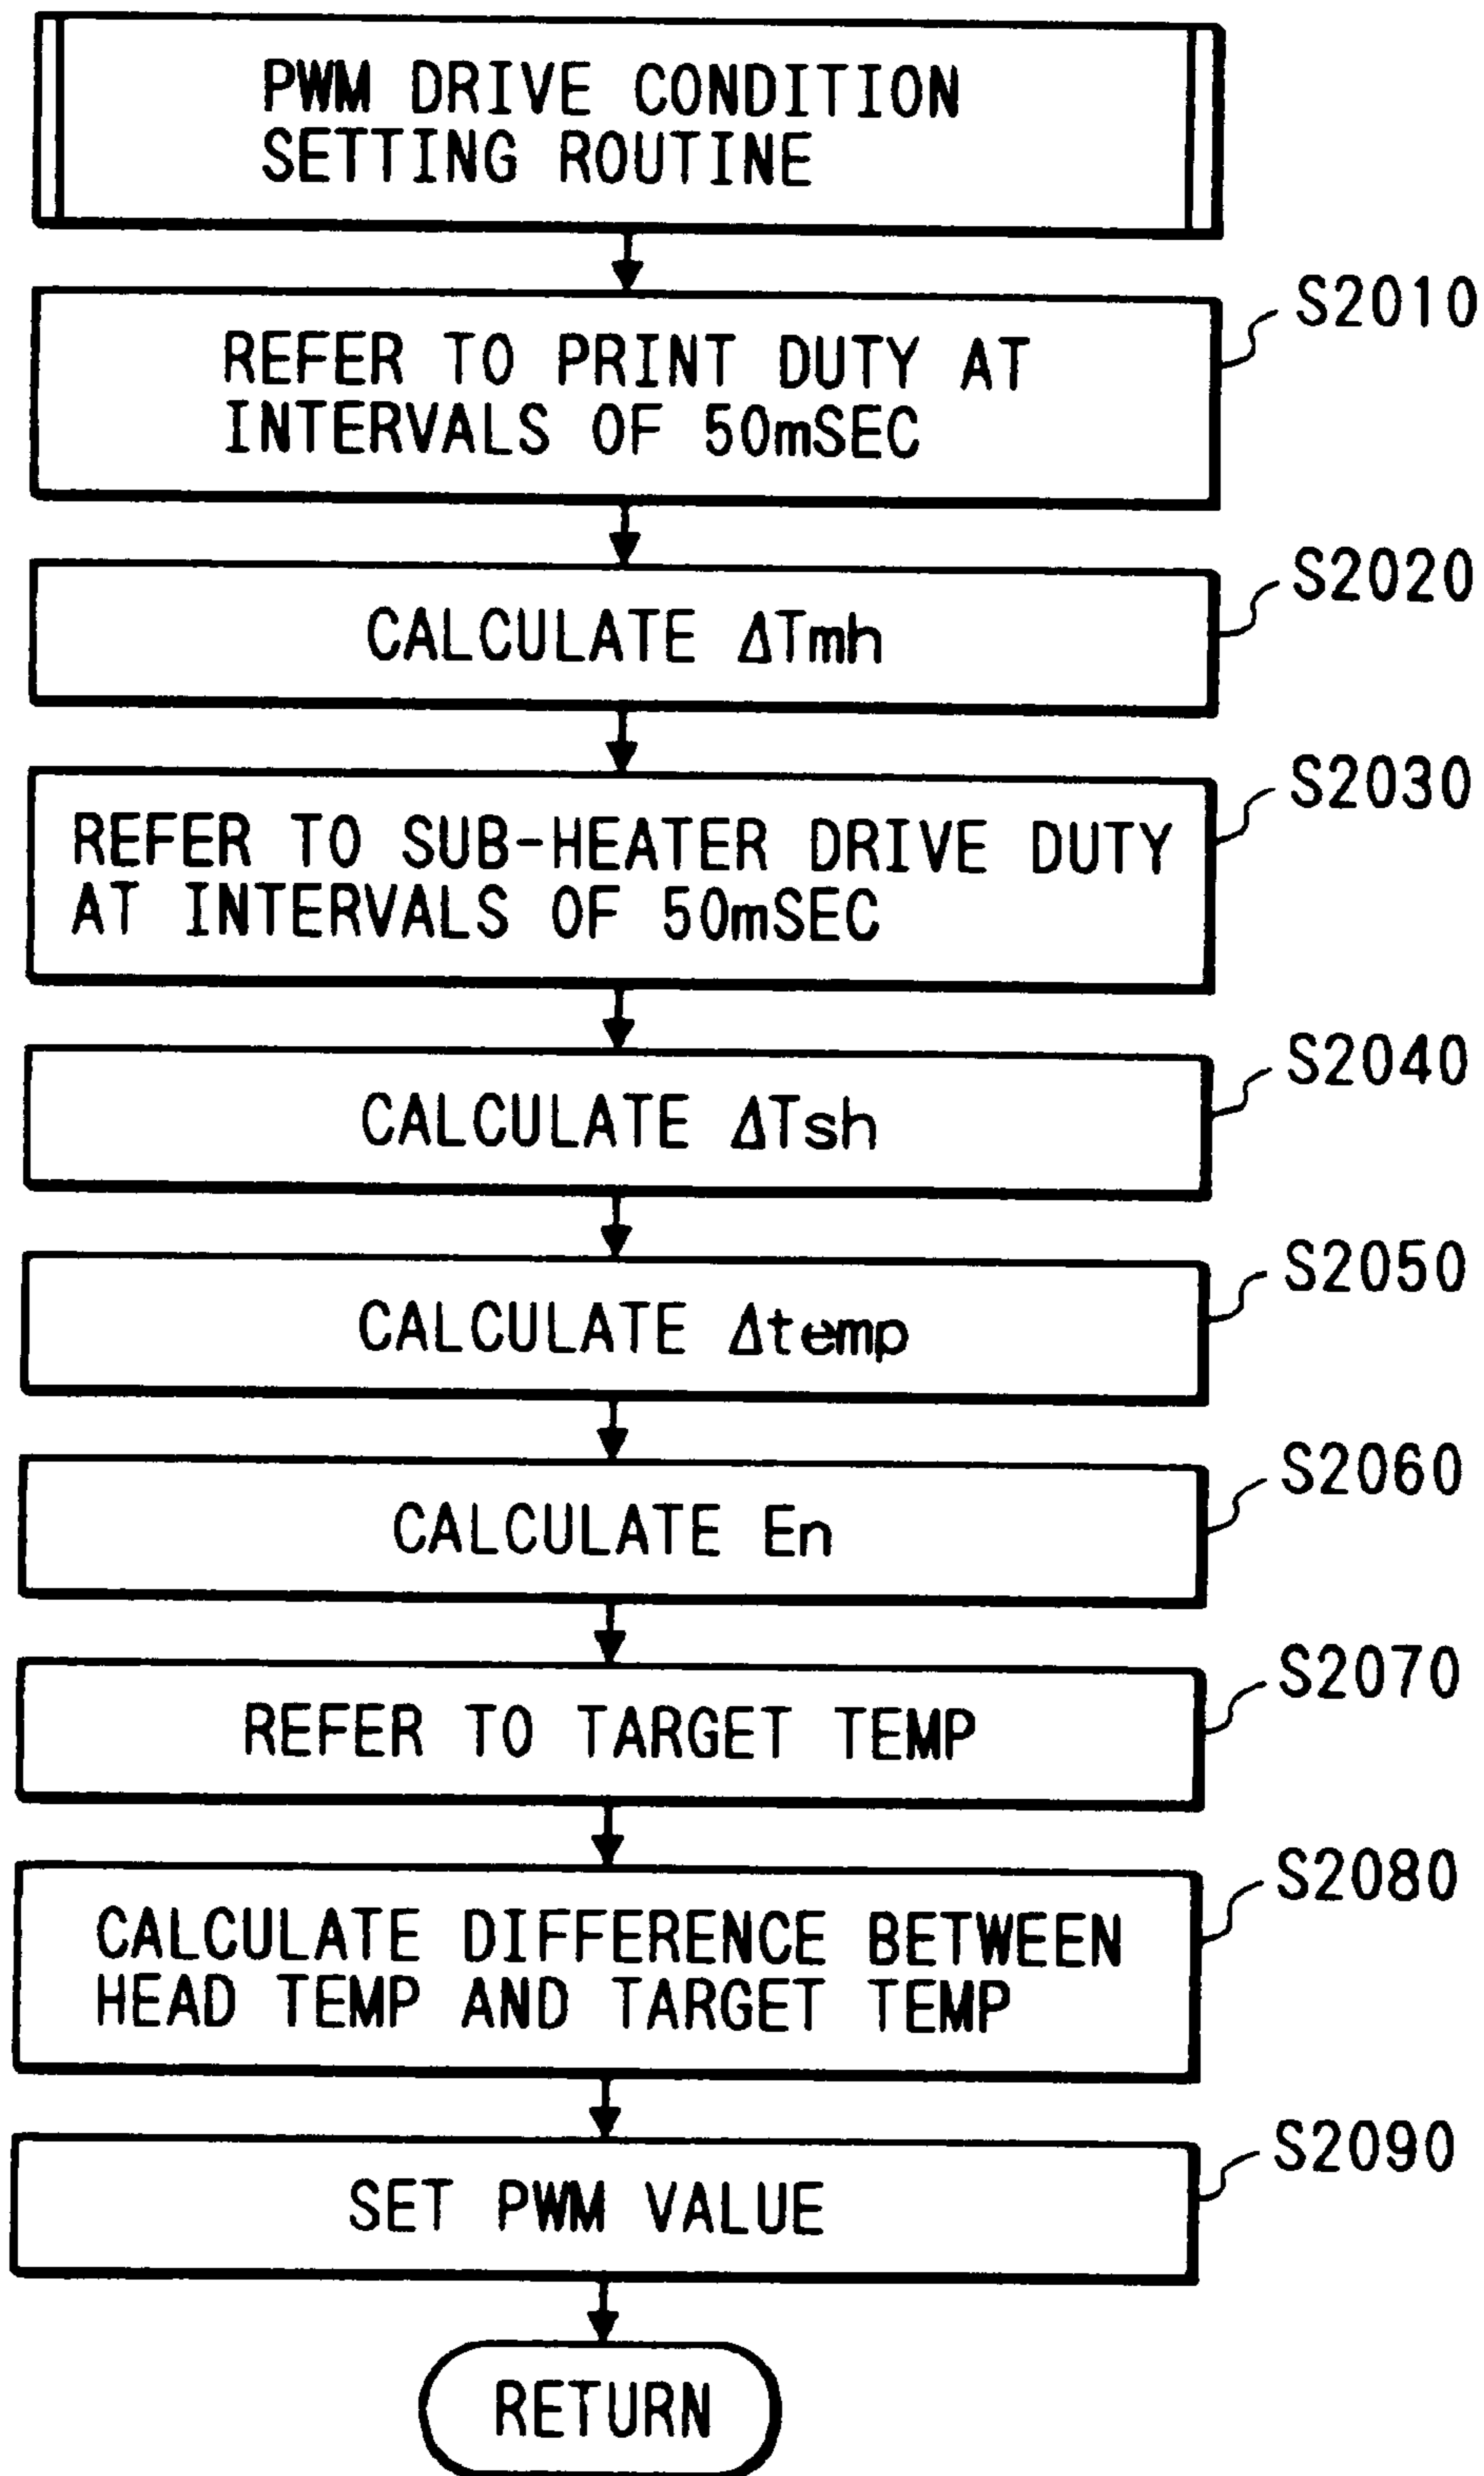 PWM DRIVE CONDITION
SETTING ROUTINE
REFER TO PRINT DUTY AT
INTERVALS OF 50mSEC
S2010
CALCULATE ΔTmh
S2020
REFER TO SUB-HEATER DRIVE DUTY
AT INTERVALS OF 50mSEC
S2030
CALCULATE ΔTsh
S2040
CALCULATE Δtemp
S2050
CALCULATE En
S2060
REFER TO TARGET TEMP
S2070
CALCULATE DIFFERENCE BETWEEN
HEAD TEMP AND TARGET TEMP
S2080
SET PWM VALUE
S2090
RETURN